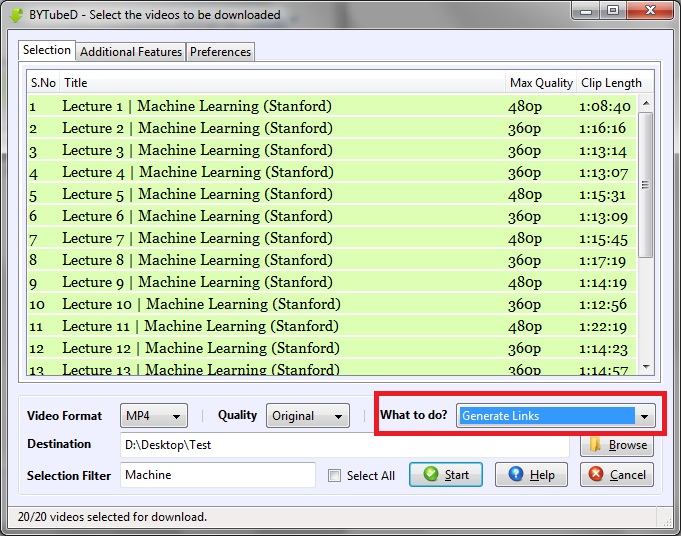 BYTubeD - Select the videos to be downloaded
Selection Additional Features Preferences
S.No Title Max Quality Clip Length
1 Lecture 1 | Machine Learning (Stanford) 480p 1:08:40
2 Lecture 2 | Machine Learning (Stanford) 360p 1:16:16
3 Lecture 3 | Machine Learning (Stanford) 360p 1:13:14
4 Lecture 4 | Machine Learning (Stanford) 360p 1:13:07
5 Lecture 5 | Machine Learning (Stanford) 480p 1:15:31
6 Lecture 6 | Machine Learning (Stanford) 360p 1:13:09
7 Lecture 7 | Machine Learning (Stanford) 480p 1:15:45
8 Lecture 8 | Machine Learning (Stanford) 360p 1:17:19
9 Lecture 9 | Machine Learning (Stanford) 480p 1:14:19
10 Lecture 10 | Machine Learning (Stanford) 360p 1:12:56
11 Lecture 11 | Machine Learning (Stanford) 480p 1:22:19
12 Lecture 12 | Machine Learning (Stanford) 360p 1:14:23
13 Lecture 13 | Machine Learning (Stanford) 360p 1:14:57
Video Format MP4 | Quality Original | What to do? Generate Links
Destination D:\Desktop\Test Browse
Selection Filter Machine Select All Start Help Cancel
20/20 videos selected for download.